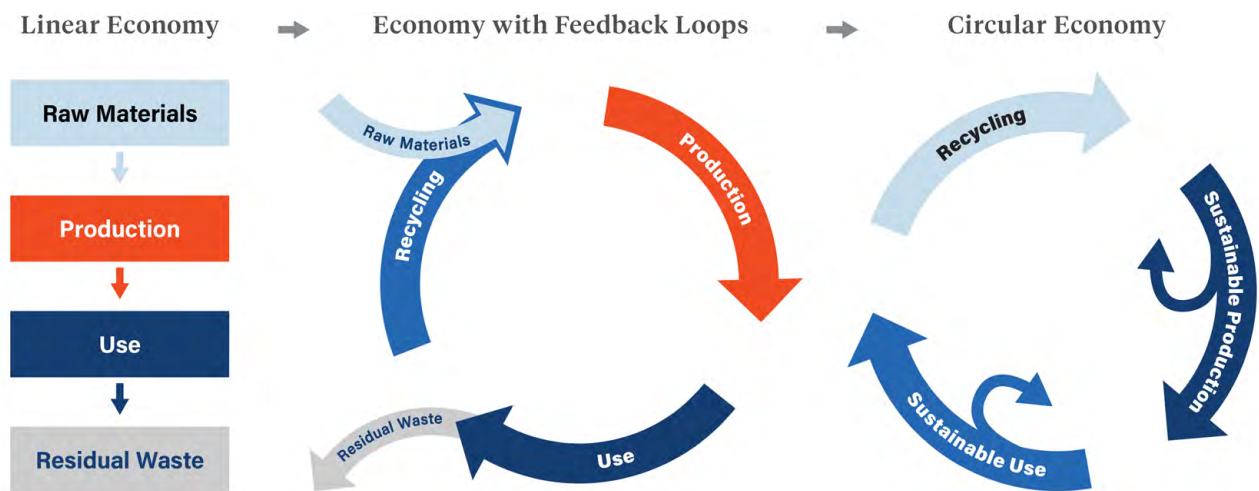 Linear Economy
Economy with Feedback Loops
Circular Economy
Raw Materials
Production
Use
Residual Waste
Raw Materials
Recycling
Production
Use
Residual Waste
Recycling
Sustainable Production
Sustainable Use